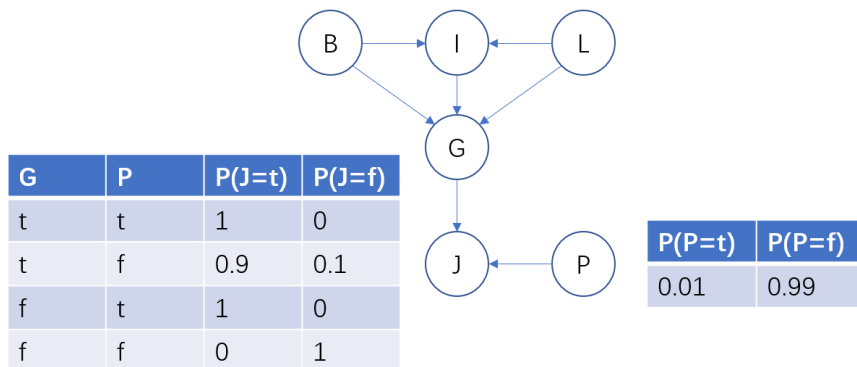 B I L
G
G P P(J=t) P(J=f)
t t 1 0
t f 0.9 0.1
f t 1 0
f f 0 1
J P
P(P=t) P(P=f)
0.01 0.99